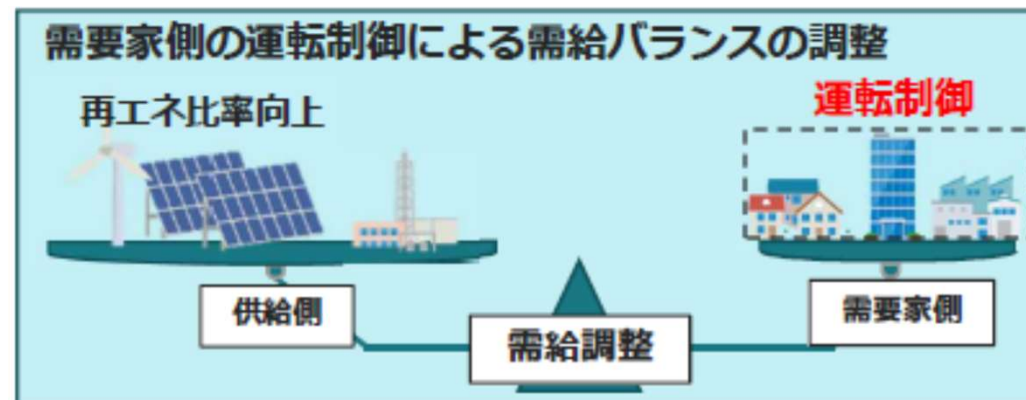 需要家側の運転制御による需給バランスの調整
再エネ比率向上
運転制御
供給側
需給調整
需要家側